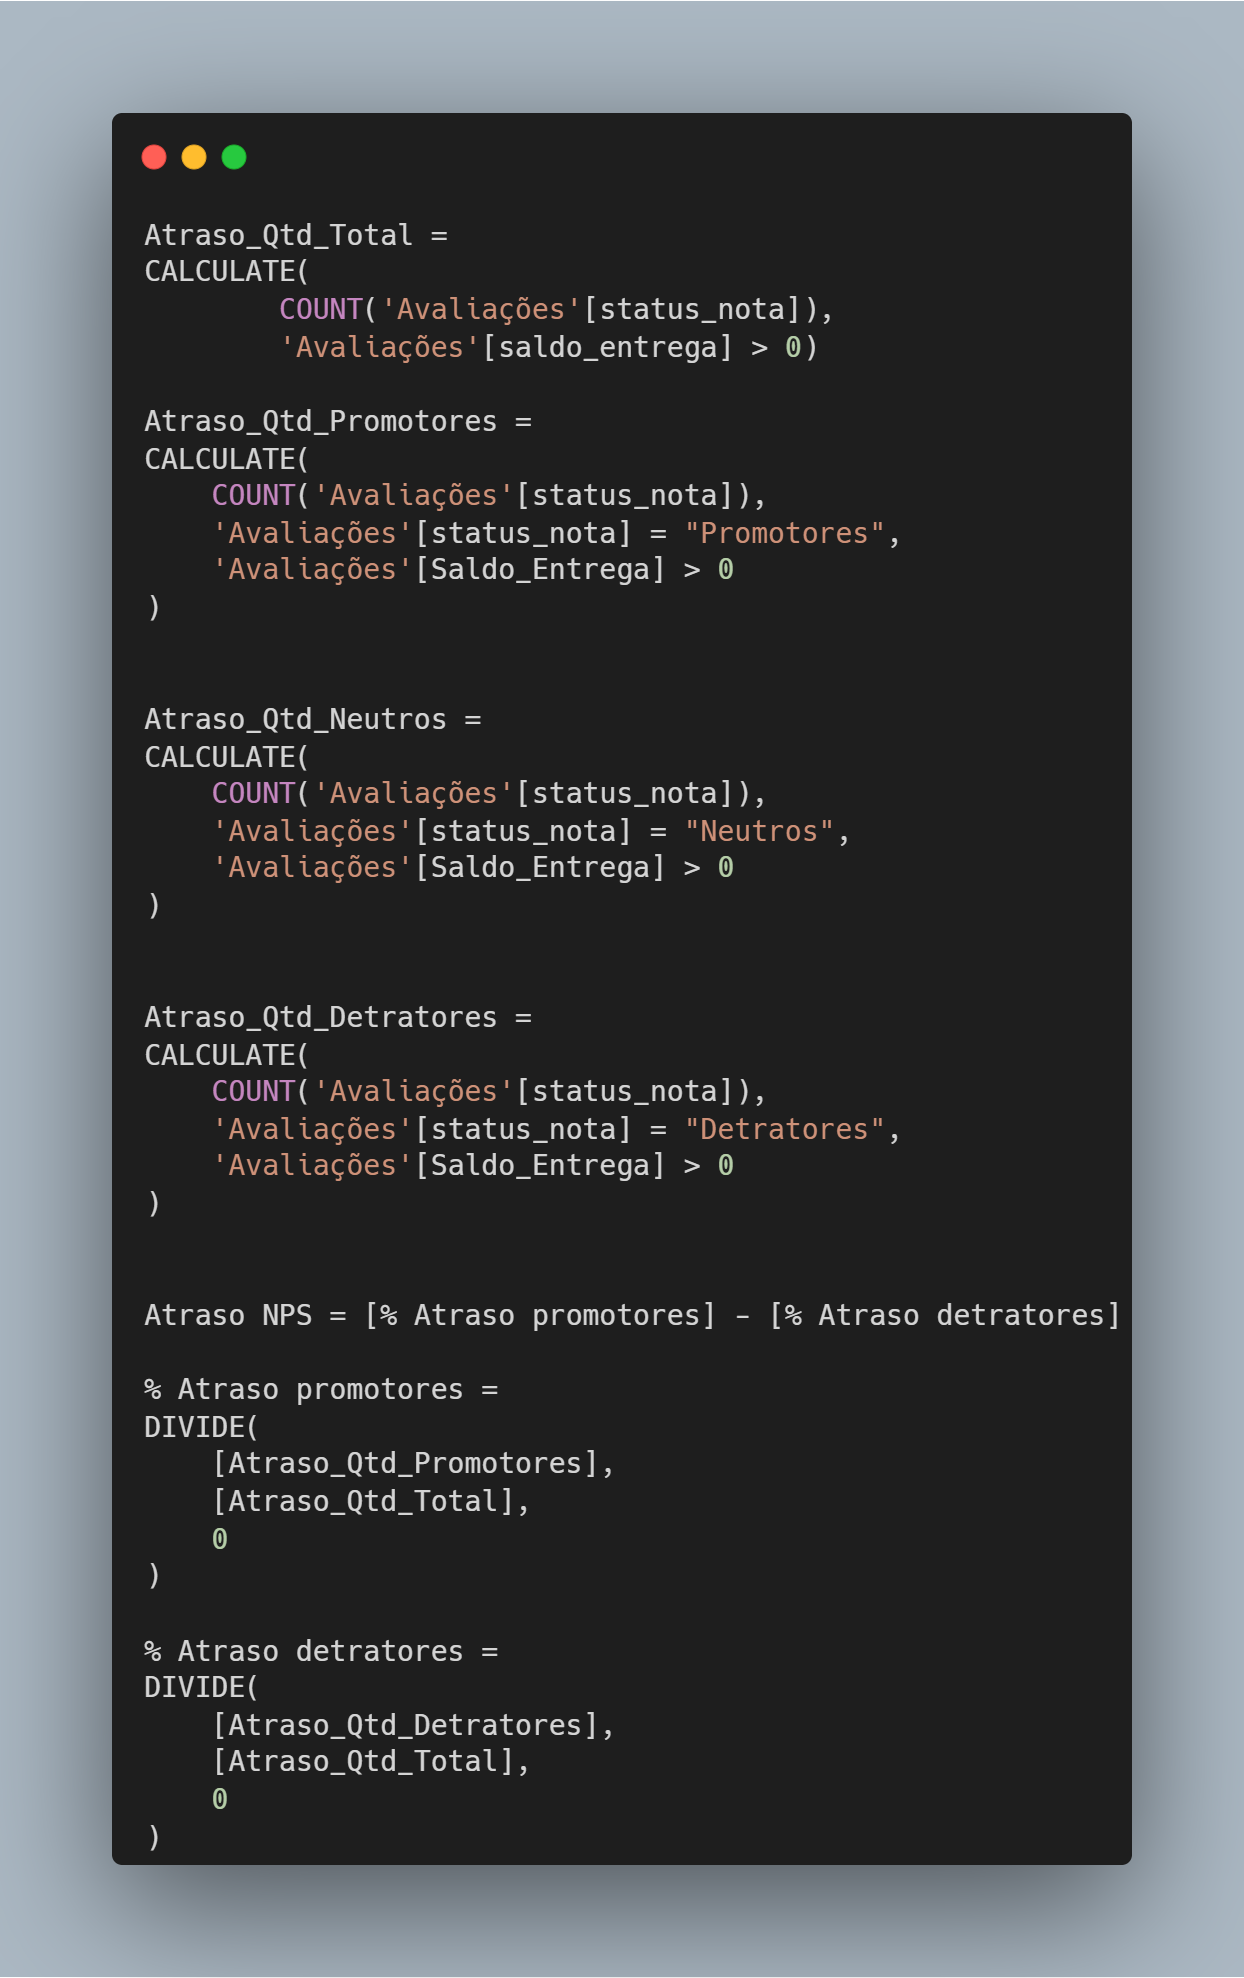 Atraso_Qtd_Total =
CALCULATE(
        COUNT('Avaliações'[status_nota]),
        'Avaliações'[saldo_entrega] > 0)
Atraso_Qtd_Promotores =
CALCULATE(
    COUNT('Avaliações'[status_nota]),
    'Avaliações'[status_nota] = "Promotores",
    'Avaliações'[Saldo_Entrega] > 0
)
Atraso_Qtd_Neutros =
CALCULATE(
    COUNT('Avaliações'[status_nota]),
    'Avaliações'[status_nota] = "Neutros",
    'Avaliações'[Saldo_Entrega] > 0
)
Atraso_Qtd_Detratores =
CALCULATE(
    COUNT('Avaliações'[status_nota]),
    'Avaliações'[status_nota] = "Detratores",
    'Avaliações'[Saldo_Entrega] > 0
)
Atraso NPS = [% Atraso promotores] - [% Atraso detratores]
% Atraso promotores =
DIVIDE(
    [Atraso_Qtd_Promotores],
    [Atraso_Qtd_Total],
    0
)
% Atraso detratores =
DIVIDE(
    [Atraso_Qtd_Detratores],
    [Atraso_Qtd_Total],
    0
)